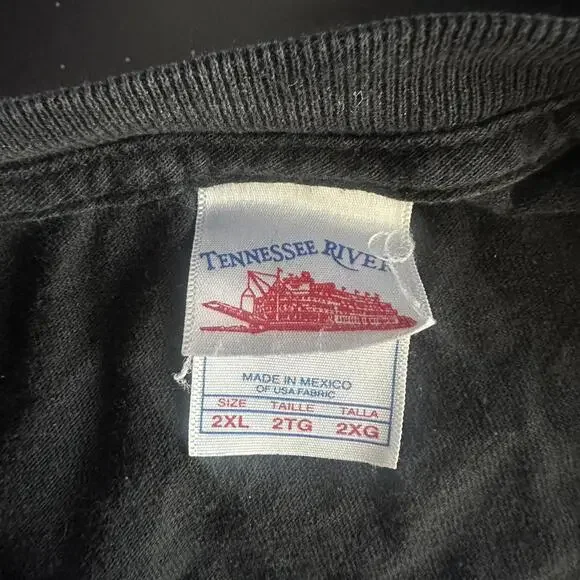 TENNESSEE RIVER
MADE IN MEXICO
OF USA FABRIC
SIZE TAILLE TALLA
2XL 2TG 2XG